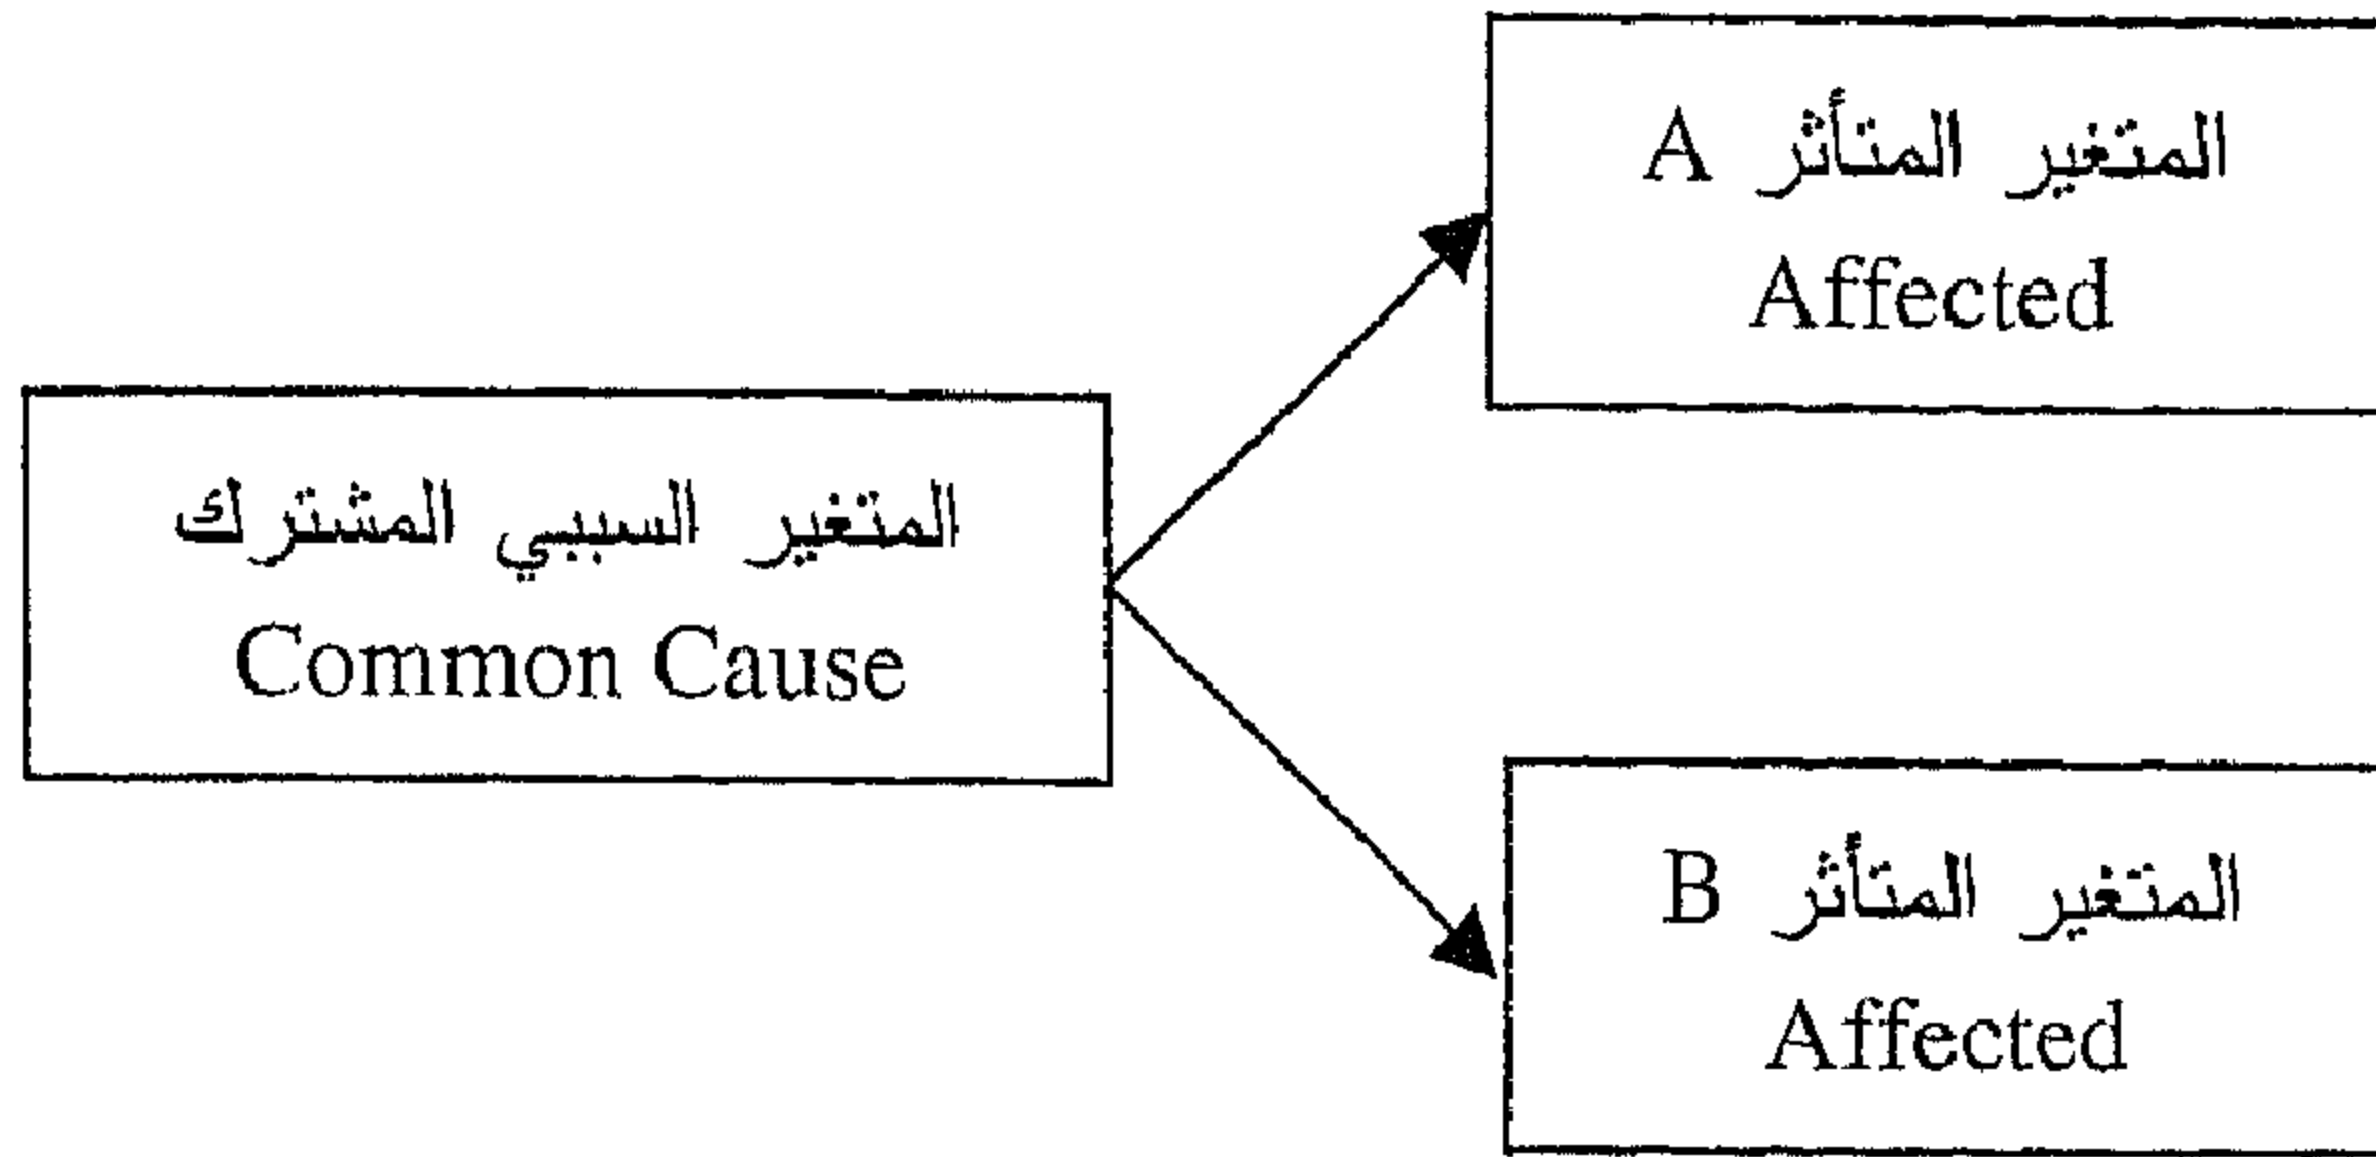 المتغير المتأثر A
Affected
المتغير السببي المشترك
Common Cause
المتغير المتأثر B
Affected